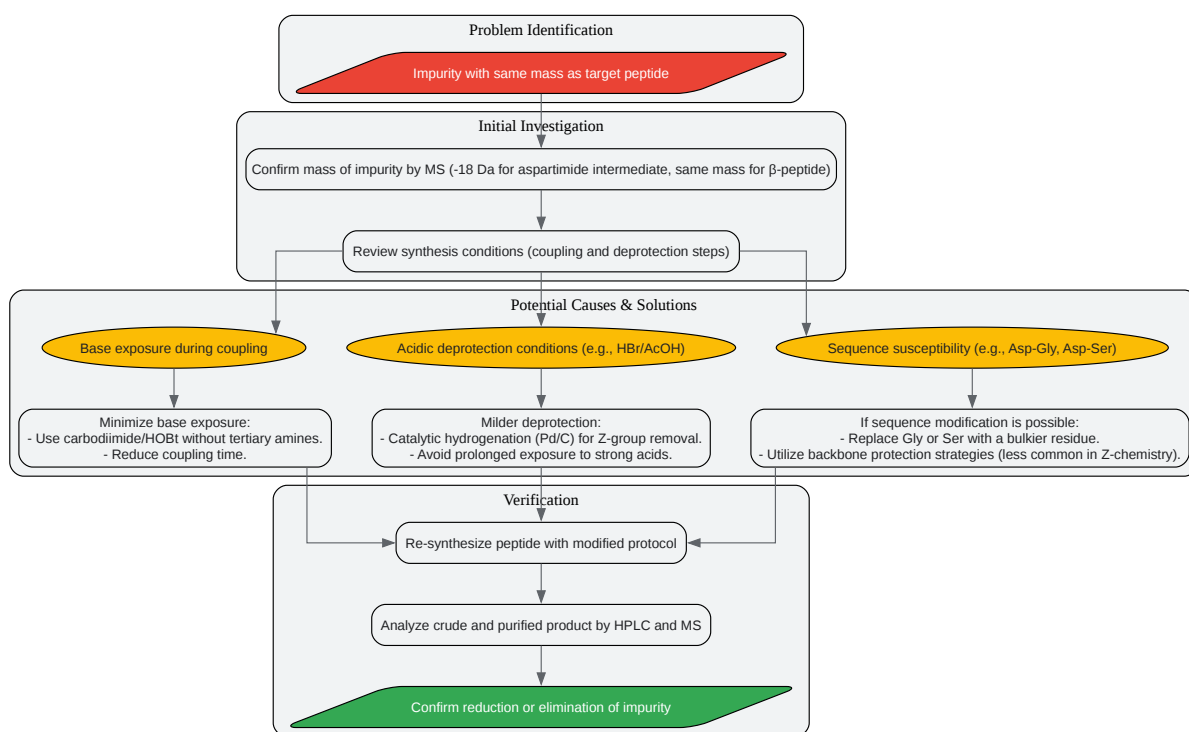 Problem Identification
Impurity with same mass as target peptide
Initial Investigation
Confirm mass of impurity by MS (-18 Da for aspartimide intermediate, same mass for β-peptide)
Review synthesis conditions (coupling and deprotection steps)
Potential Causes & Solutions
Base exposure during coupling
Acidic deprotection conditions (e.g., HBr/AcOH)
Sequence susceptibility (e.g., Asp-Gly, Asp-Ser)
Minimize base exposure:
- Use carbodiimide/HOBt without tertiary amines.
- Reduce coupling time.
Milder deprotection:
- Catalytic hydrogenation (Pd/C) for Z-group removal.
- Avoid prolonged exposure to strong acids.
If sequence modification is possible:
- Replace Gly or Ser with a bulkier residue.
- Utilize backbone protection strategies (less common in Z-chemistry).
Verification
Re-synthesize peptide with modified protocol
Analyze crude and purified product by HPLC and MS
Confirm reduction or elimination of impurity